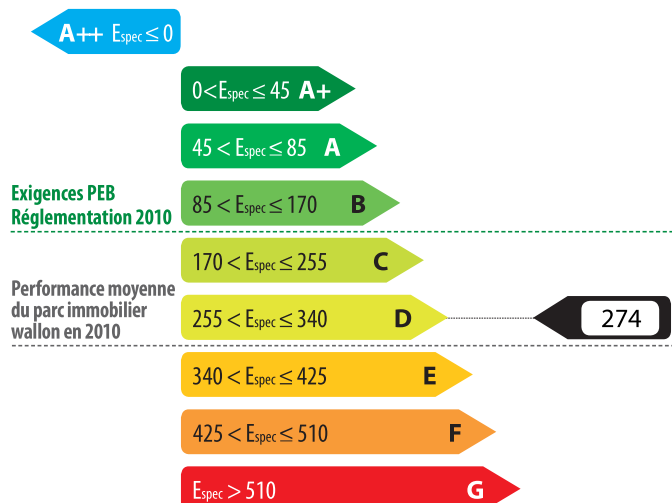 A++ Espec ≤ 0
0 < Espec ≤ 45 A+
45 < Espec ≤ 85 A
Exigences PEB
Réglementation 2010
85 < Espec ≤ 170 B
170 < Espec ≤ 255 C
Performance moyenne
du parc immobilier
wallon en 2010
255 < Espec ≤ 340 D
274
340 < Espec ≤ 425 E
425 < Espec ≤ 510 F
Espec > 510 G